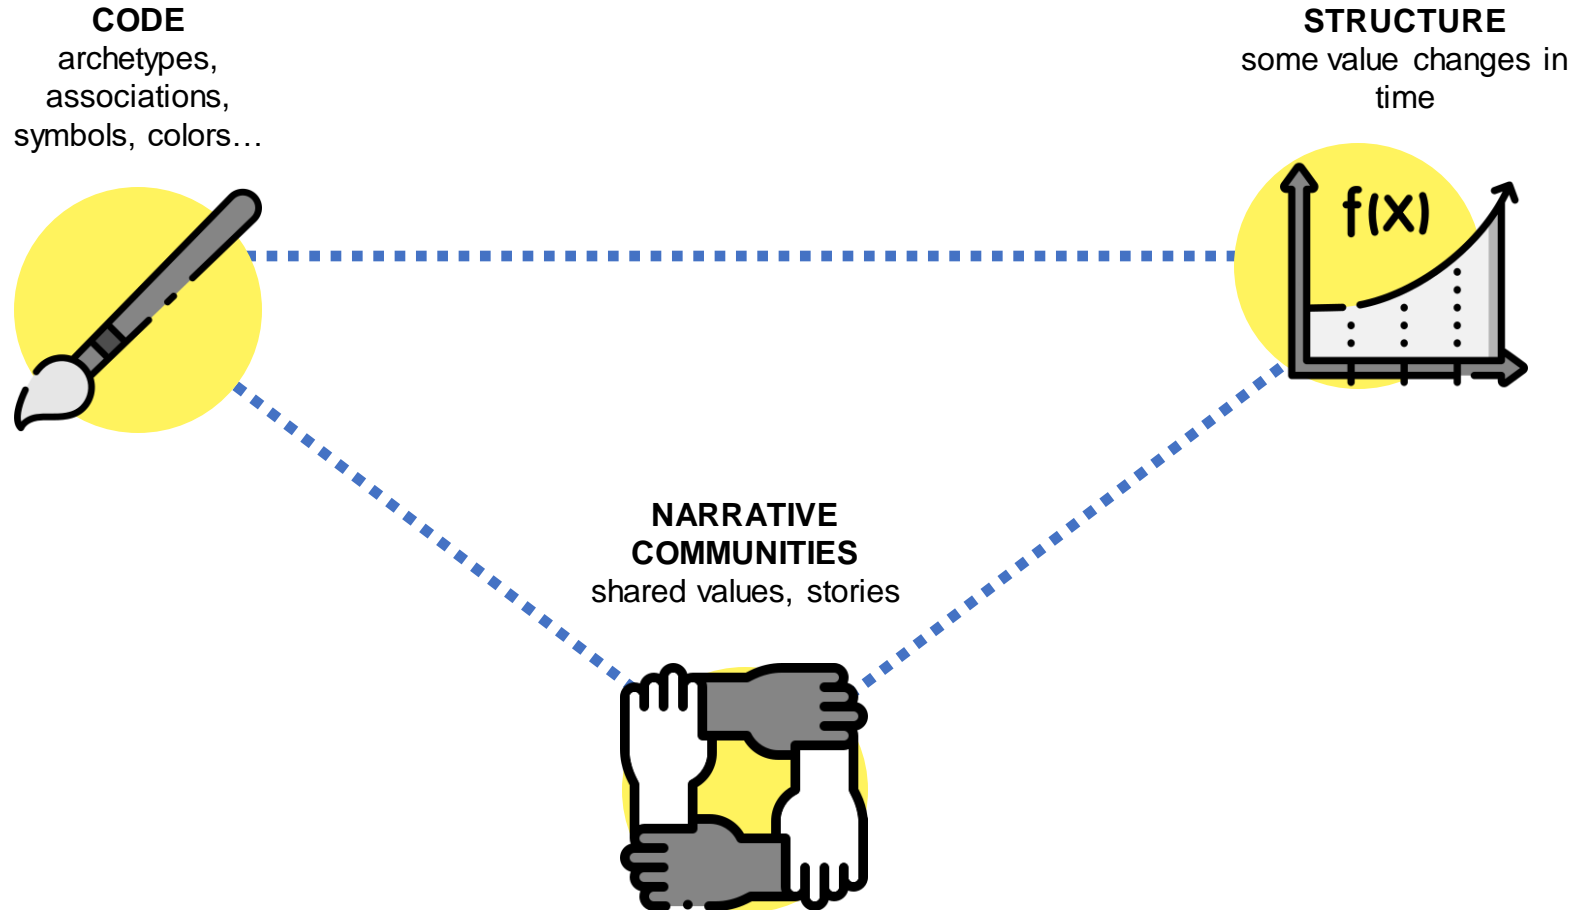 CODE
archetypes,
associations,
symbols, colors…
STRUCTURE
some value changes in
time
f(x)
NARRATIVE
COMMUNITIES
shared values, stories